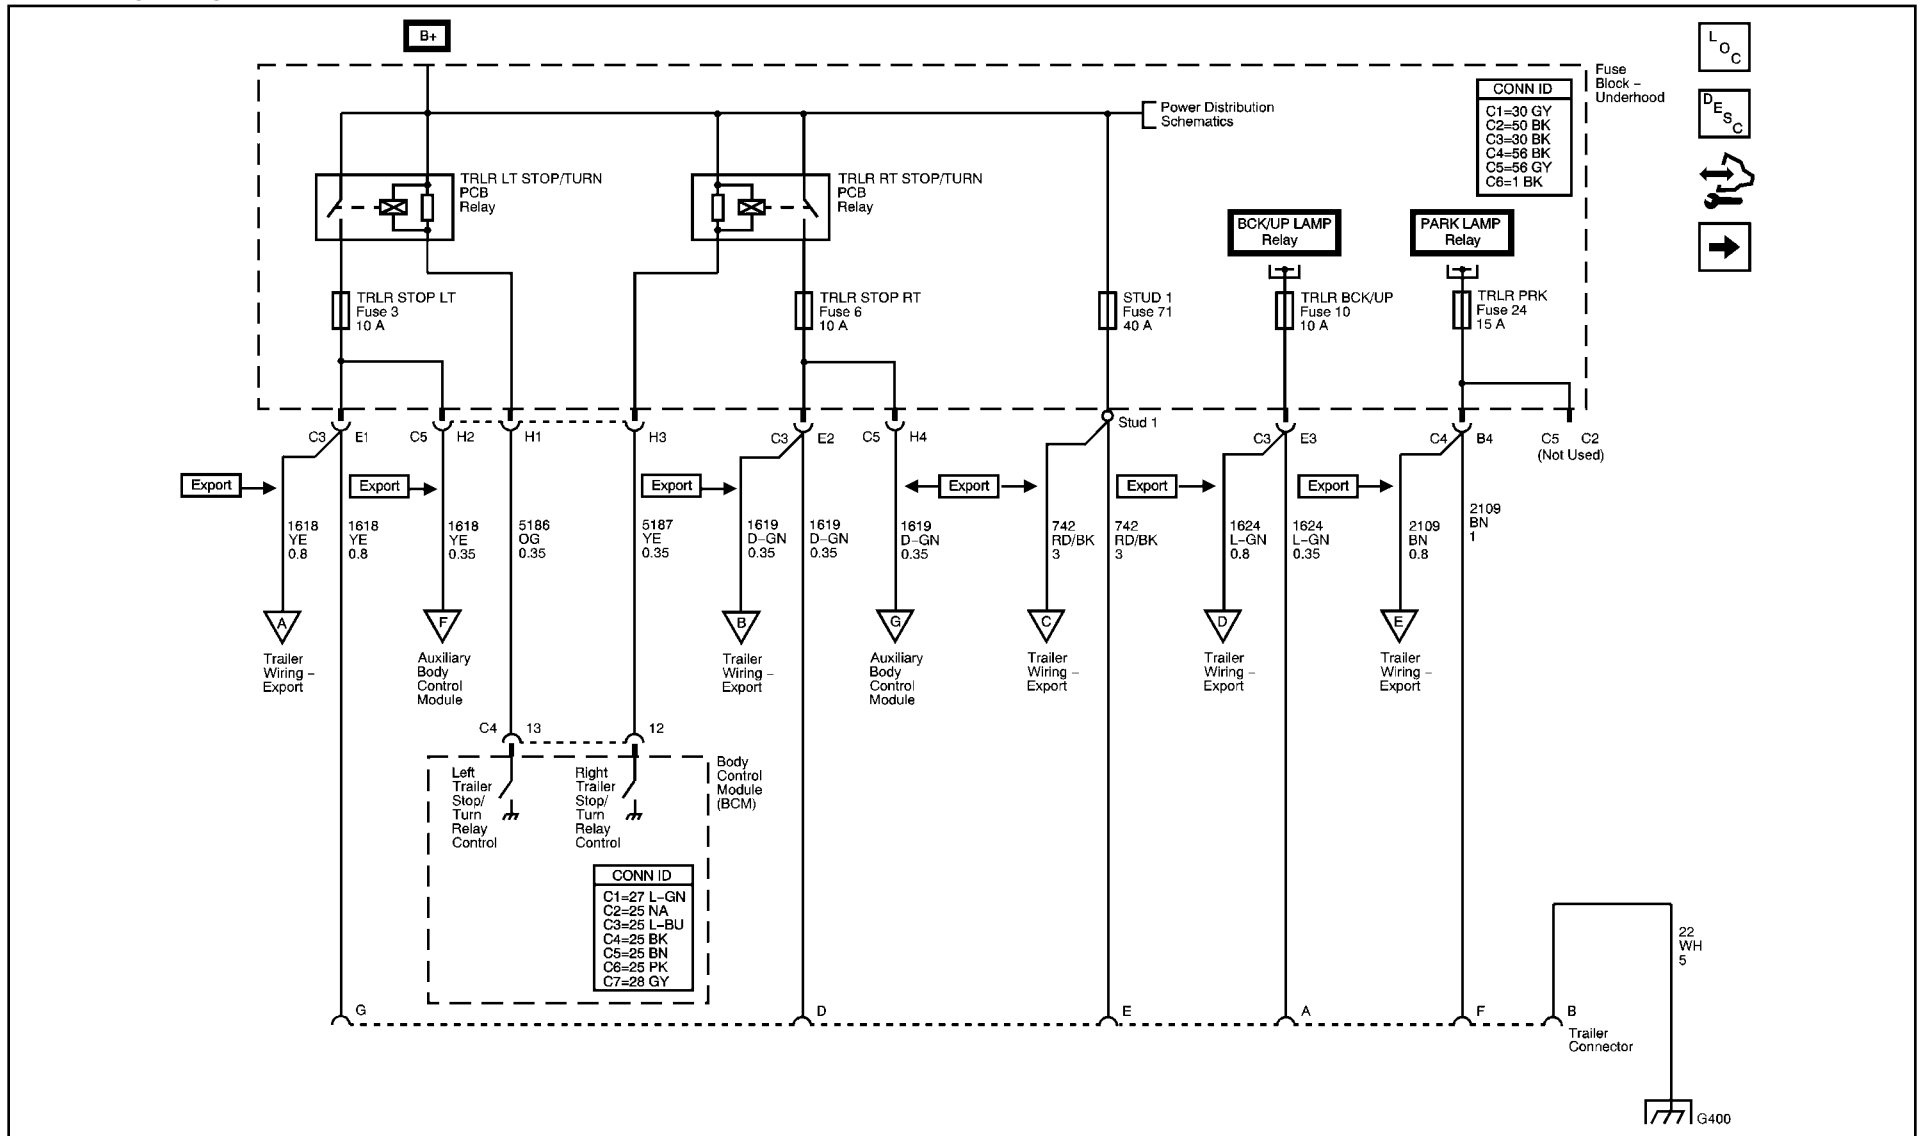 B+
Fuse
Block –
Underhood
CONN ID
C1=30 GY
C2=50 BK
C3=30 BK
C4=56 BK
C5=56 GY
C6=1 BK
L
O
C
D
E
S
C
Power Distribution
Schematics
TRLR LT STOP/TURN
PCB
Relay
TRLR RT STOP/TURN
PCB
Relay
BCK/UP LAMP
Relay
PARK LAMP
Relay
TRLR STOP LT
Fuse 3
10 A
TRLR STOP RT
Fuse 6
10 A
STUD 1
Fuse 71
40 A
TRLR BCK/UP
Fuse 10
10 A
TRLR PRK
Fuse 24
15 A
C3 E1
C5 H2
H1
H3
C3 E2
C5 H4
Stud 1
C3 E3
C4 B4
C5 C2
(Not Used)
Export
Export
Export
Export
Export
Export
1618
YE
0.8
1618
YE
0.8
1618
YE
0.35
5186
OG
0.35
5187
YE
0.35
1619
D–GN
0.35
1619
D–GN
0.35
1619
D–GN
0.35
742
RD/BK
3
742
RD/BK
3
1624
L–GN
0.8
1624
L–GN
0.35
2109
BN
0.8
2109
BN
1
A
Trailer
Wiring –
Export
F
Auxiliary
Body
Control
Module
B
Trailer
Wiring –
Export
G
Auxiliary
Body
Control
Module
C
Trailer
Wiring –
Export
D
Trailer
Wiring –
Export
E
Trailer
Wiring –
Export
C4 13
12
Left
Trailer
Stop/
Turn
Relay
Control
Right
Trailer
Stop/
Turn
Relay
Control
Body
Control
Module
(BCM)
CONN ID
C1=27 L–GN
C2=25 NA
C3=25 L–BU
C4=25 BK
C5=25 BN
C6=25 PK
C7=28 GY
22
WH
5
G
D
E
A
F
B
Trailer
Connector
G400